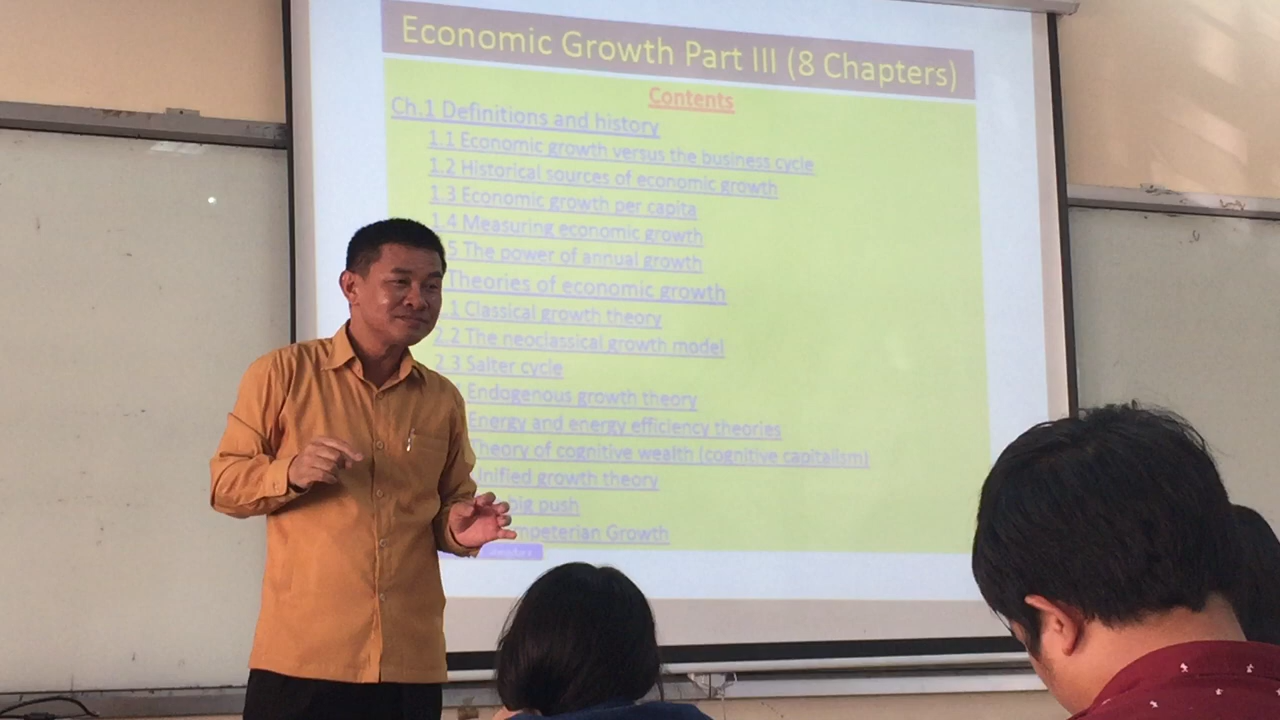 Economic Growth Part III (8 Chapters)
Contents
Ch.1 Definitions and history
1.1 Economic growth versus the business cycle
1.2 Historical sources of economic growth
1.3 Economic growth per capita
1.4 Measuring economic growth
5 The power of annual growth
Theories of economic growth
.1 Classical growth theory
2.2 The neoclassical growth model
2.3 Salter cycle
Endogenous growth theory
Energy and energy efficiency theories
Theory of cognitive wealth (cognitive capitalism)
nified growth theory
big push
mpeterian Growth